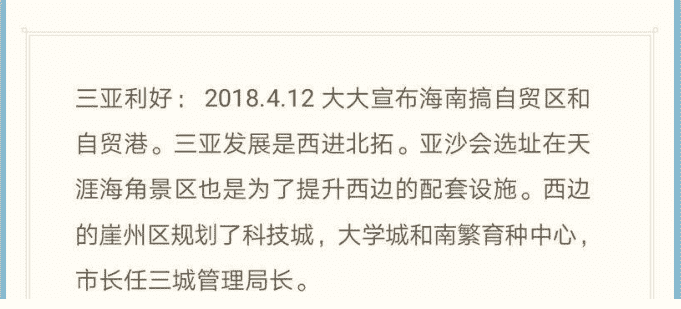 三亚利好： 2018.4.12 大大宣布海南搞自贸区和
自贸港。三亚发展是西进北拓。亚沙会选址在天
涯海角景区也是为了提升西边的配套设施。西边
的崖州区规划了科技城，大学城和南繁育种中心，
市长任三城管理局长。